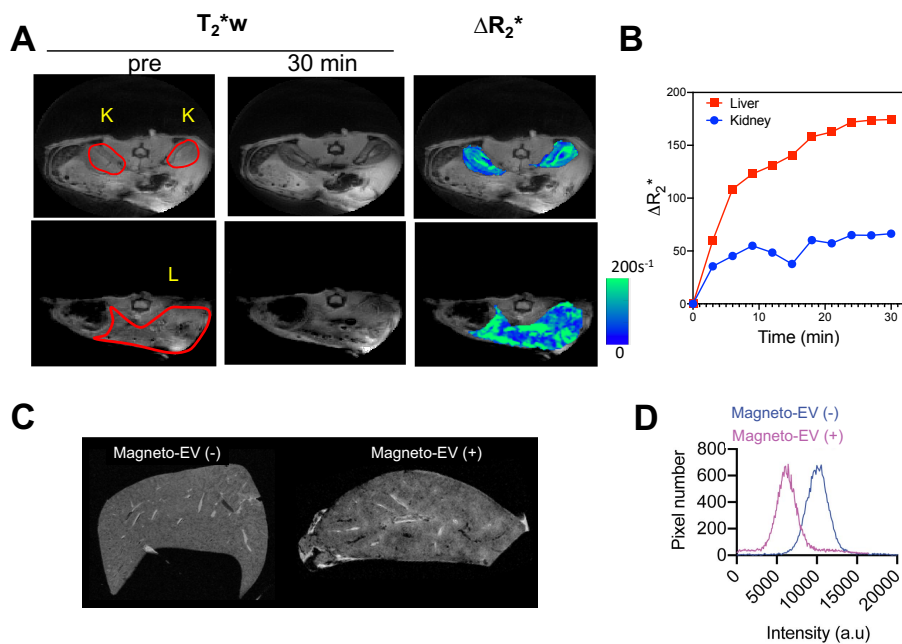 A
T₂*w
ΔR₂*
pre
30 min
K
K
L
200s⁻¹
0
B
Liver
Kidney
ΔR₂*
200
150
100
50
0
0
10
20
30
Time (min)
C
Magneto-EV (-)
Magneto-EV (+)
D
Magneto-EV (-)
Magneto-EV (+)
Pixel number
800
600
400
200
0
0
5000
10000
15000
20000
Intensity (a.u)